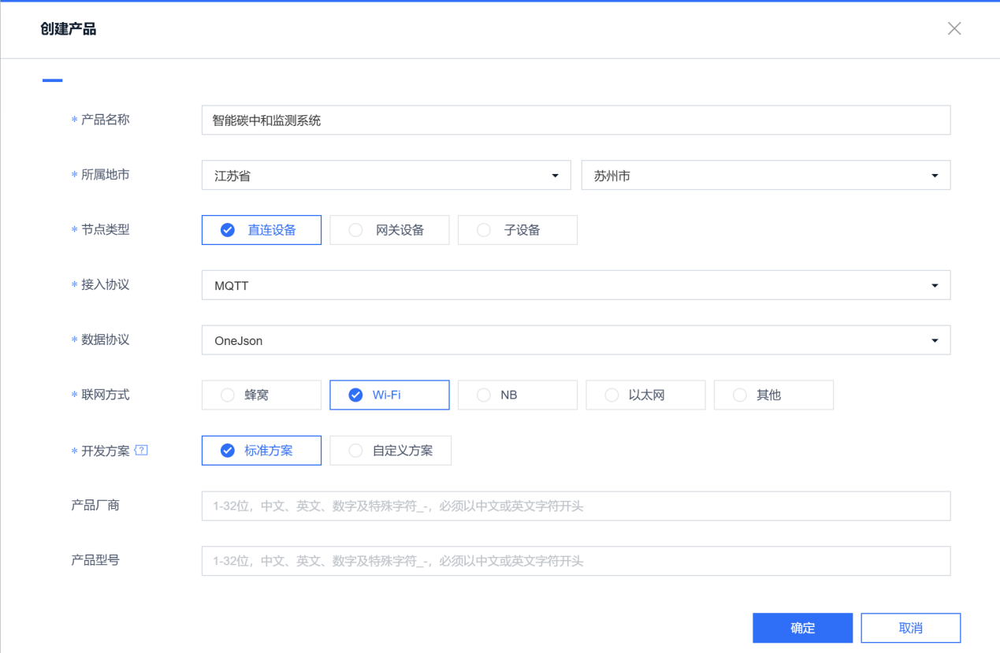 创建产品
* 产品名称 智能碳中和监测系统
* 所属地市 江苏省 苏州市
* 节点类型 直连设备 网关设备 子设备
* 接入协议 MQTT
* 数据协议 OneJson
* 联网方式 蜂窝 Wi-Fi NB 以太网 其他
* 开发方案 ? 标准方案 自定义方案
产品厂商 1-32位，中文、英文、数字及特殊字符_-，必须以中文或英文字符开头
产品型号 1-32位，中文、英文、数字及特殊字符_-，必须以中文或英文字符开头
确定 取消